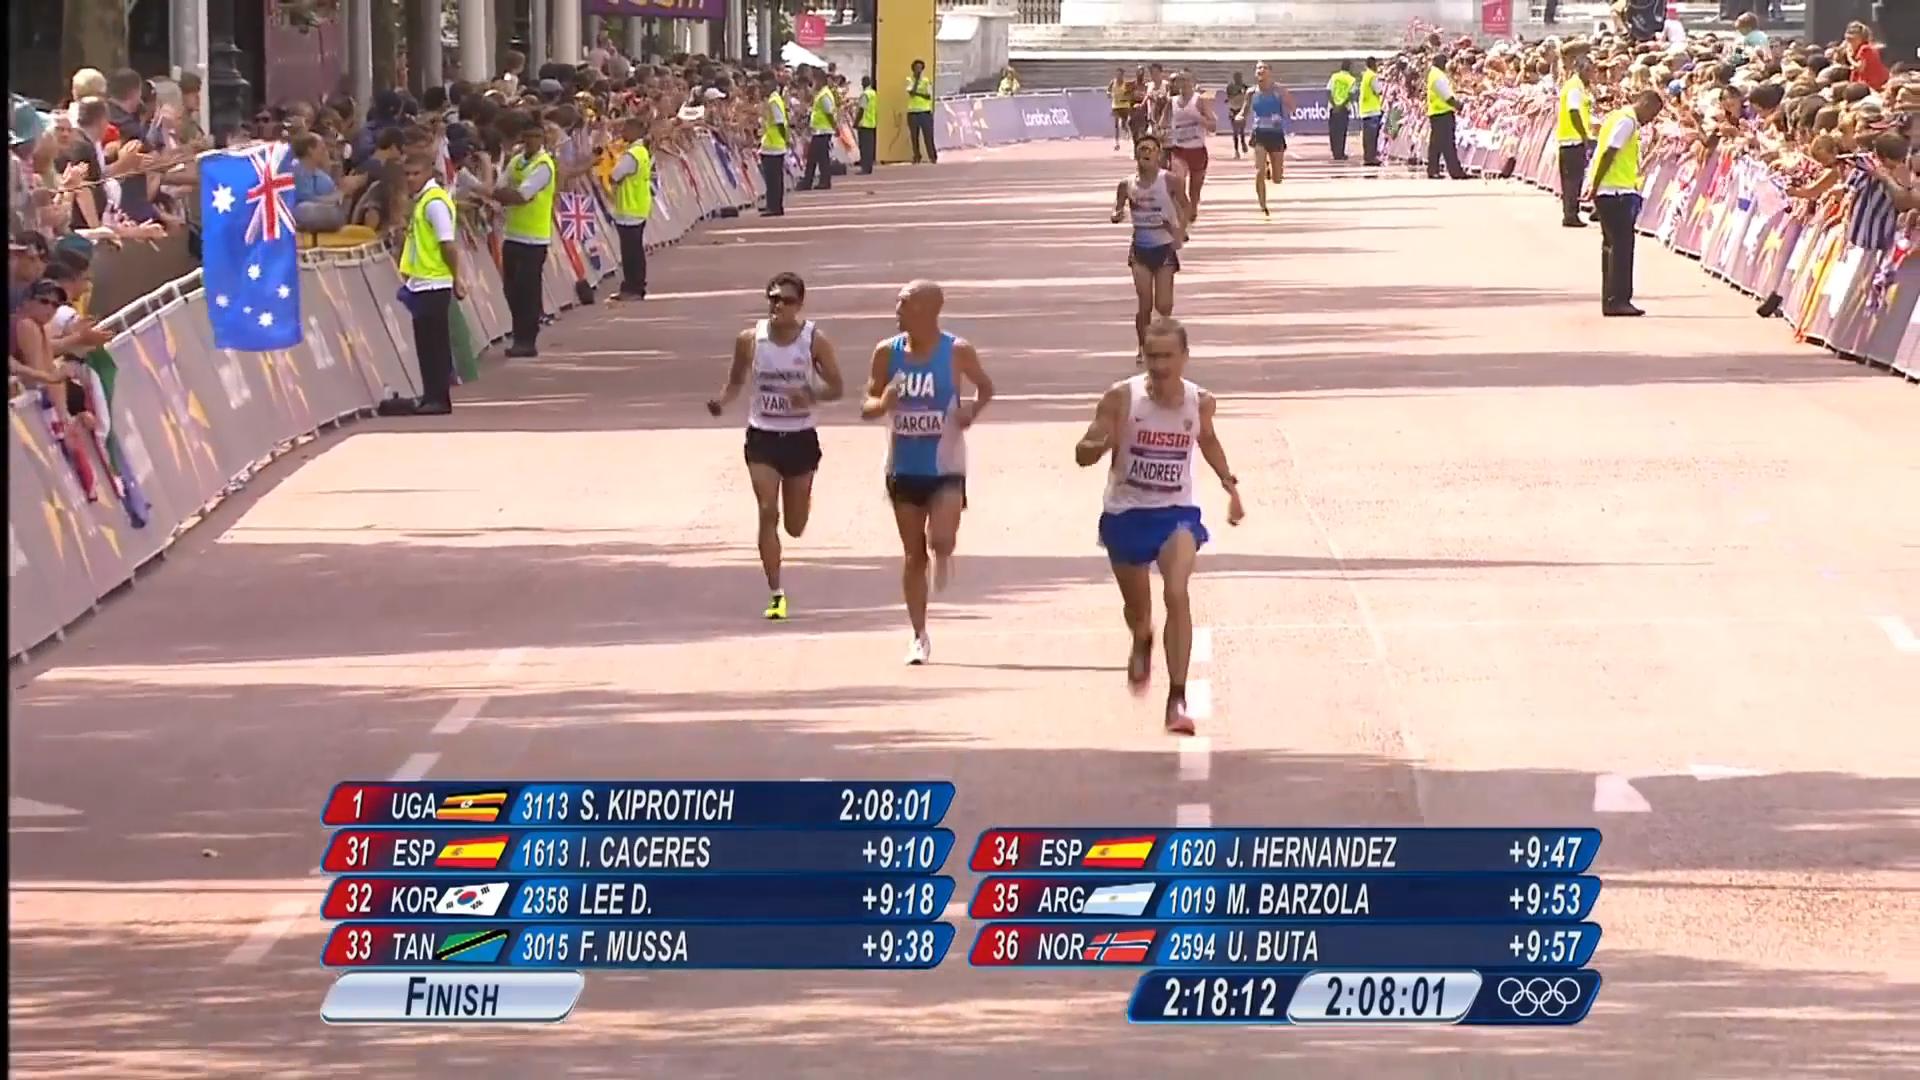 London 2012
London 2012
GUA
GARCIA
RUSSIA
ANDREEV
1 UGA 3113 S. KIPROTICH 2:08:01
31 ESP 1613 I. CACERES +9:10
32 KOR 2358 LEE D. +9:18
33 TAN 3015 F. MUSSA +9:38
34 ESP 1620 J. HERNANDEZ +9:47
35 ARG 1019 M. BARZOLA +9:53
36 NOR 2594 U. BUTA +9:57
FINISH
2:18:12 2:08:01